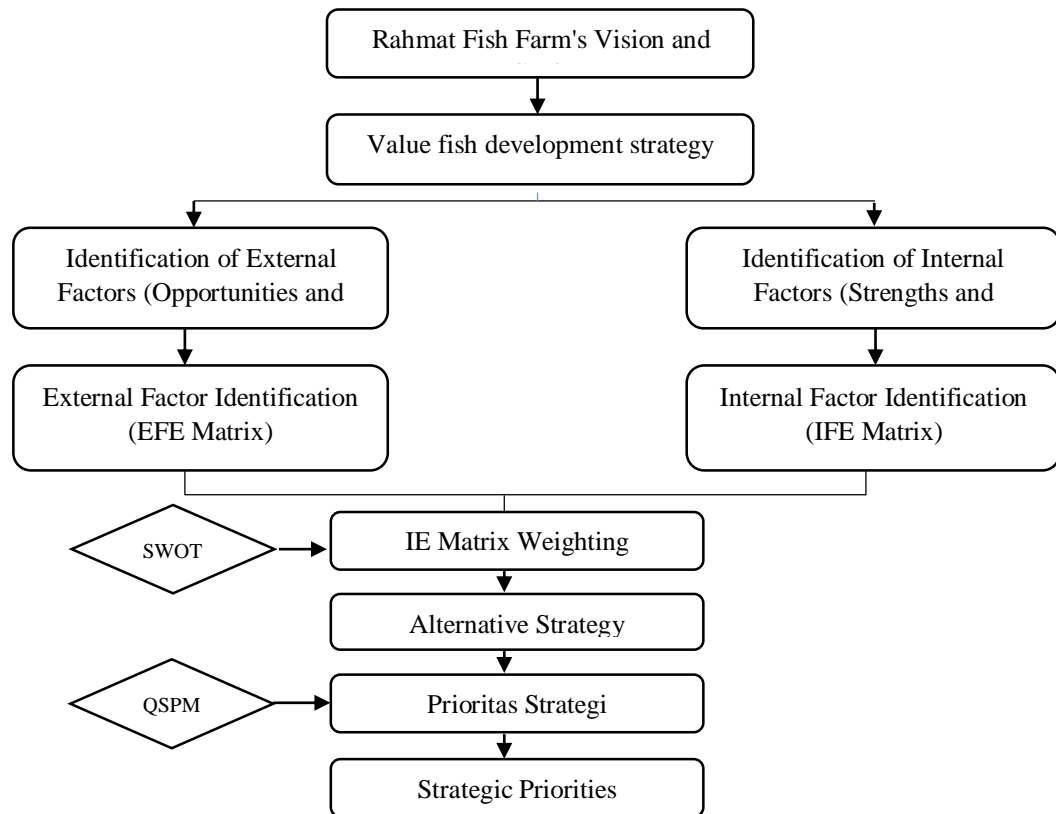 Rahmat Fish Farm's Vision and
Value fish development strategy
Identification of External
Factors (Opportunities and
Identification of Internal
Factors (Strengths and
External Factor Identification
(EFE Matrix)
Internal Factor Identification
(IFE Matrix)
SWOT
IE Matrix Weighting
Alternative Strategy
QSPM
Prioritas Strategi
Strategic Priorities